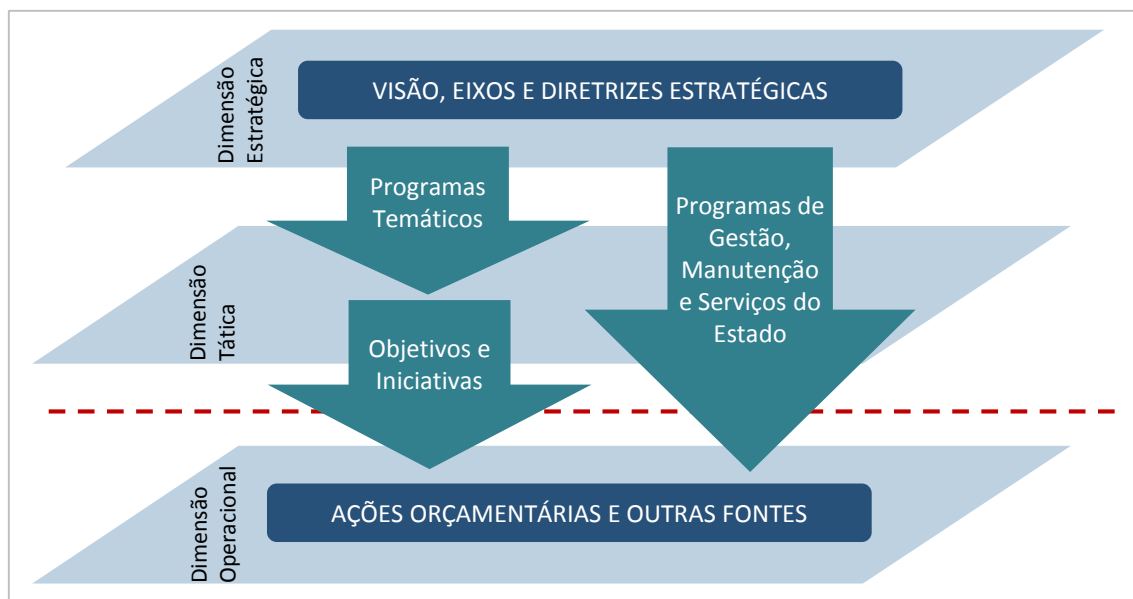 Dimensão
Estratégica
VISÃO, EIXOS E DIRETRIZES ESTRATÉGICAS
Programas
Temáticos
Programas de
Gestão,
Manutenção
e Serviços do
Estado
Dimensão
Tática
Objetivos e
Iniciativas
Dimensão
Operacional
AÇÕES ORÇAMENTÁRIAS E OUTRAS FONTES